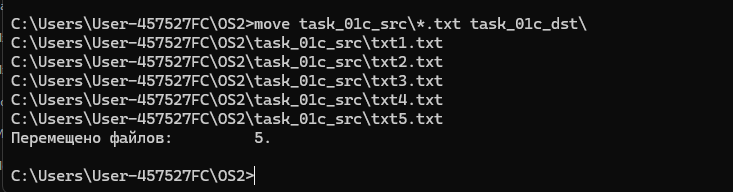 C:\Users\User-457527FC\OS2>move task_01c_src\*.txt task_01c_dst\
C:\Users\User-457527FC\OS2\task_01c_src\txt1.txt
C:\Users\User-457527FC\OS2\task_01c_src\txt2.txt
C:\Users\User-457527FC\OS2\task_01c_src\txt3.txt
C:\Users\User-457527FC\OS2\task_01c_src\txt4.txt
C:\Users\User-457527FC\OS2\task_01c_src\txt5.txt
Перемещено файлов:         5.
C:\Users\User-457527FC\OS2>